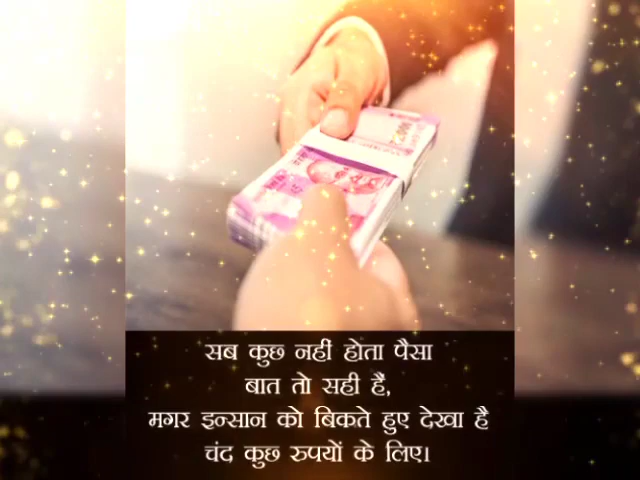 सब कुछ नहीं होता पैसा
बात तो सही हैं,
मगर इन्सान को बिकते हुए देखा है
चंद कुछ रुपयों के लिए।